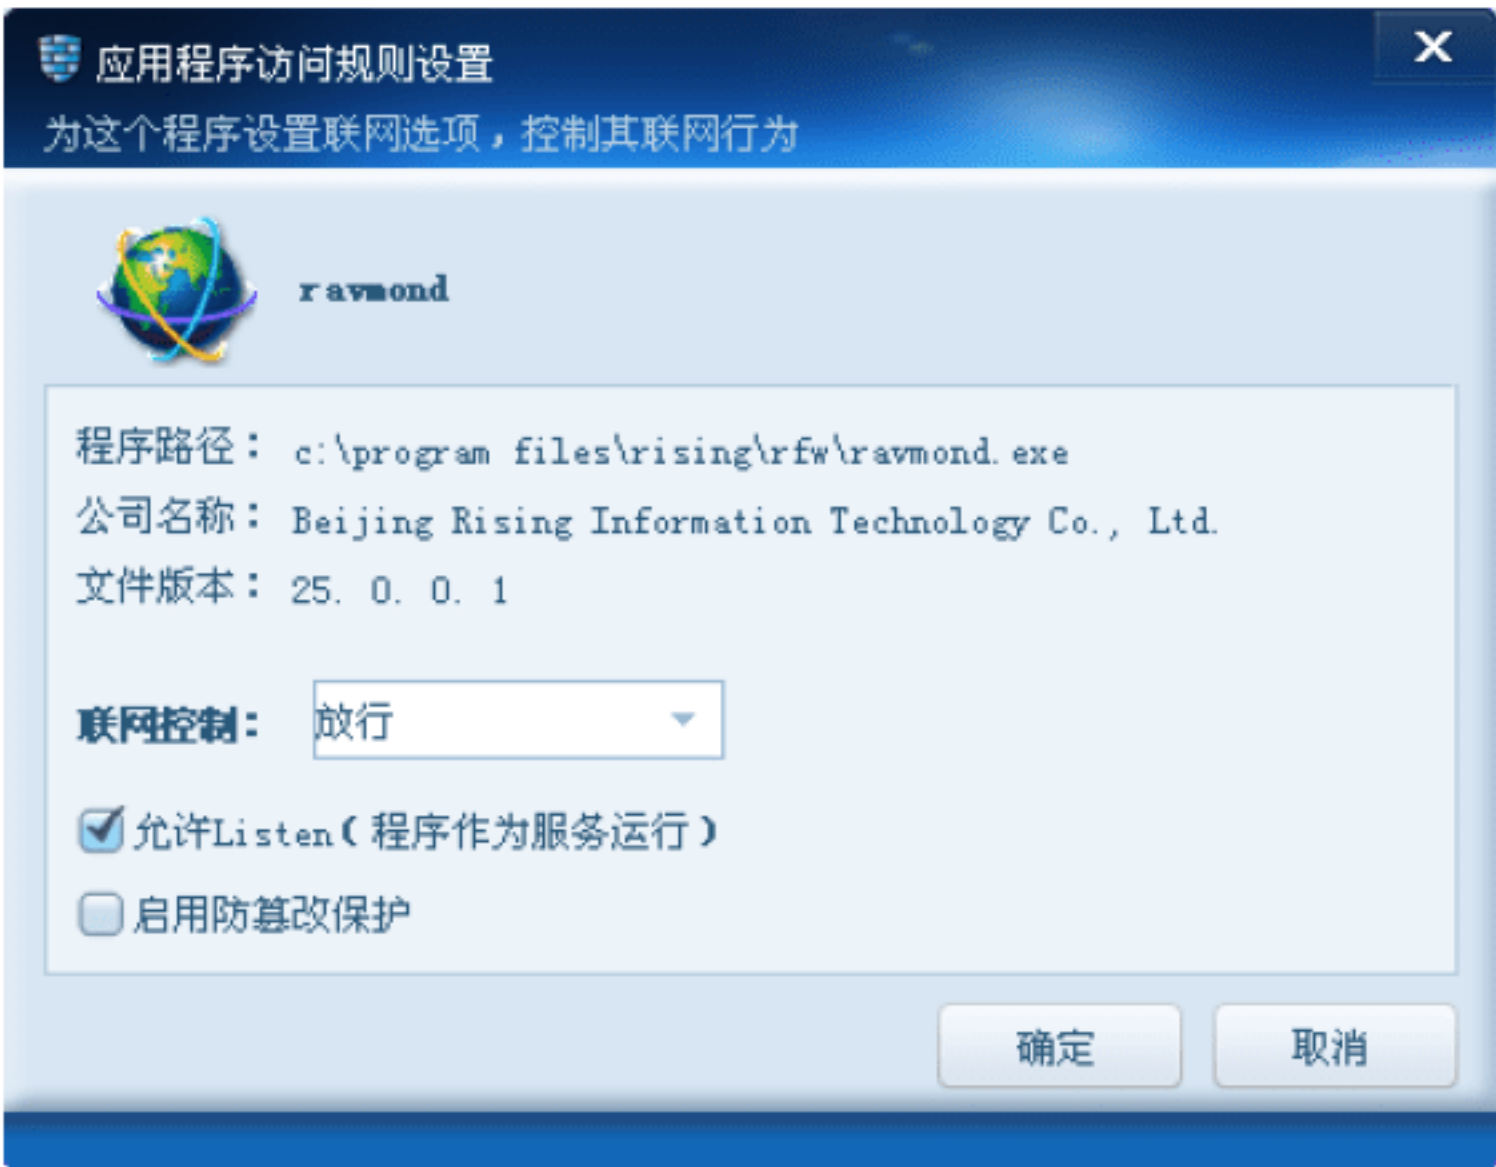 应用程序访问规则设置
为这个程序设置联网选项，控制其联网行为
ravmond
程序路径： c:\program files\rising\rfw\ravmond.exe
公司名称： Beijing Rising Information Technology Co., Ltd.
文件版本： 25. 0. 0. 1
联网控制： 放行
允许Listen（程序作为服务运行）
启用防篡改保护
确定 取消